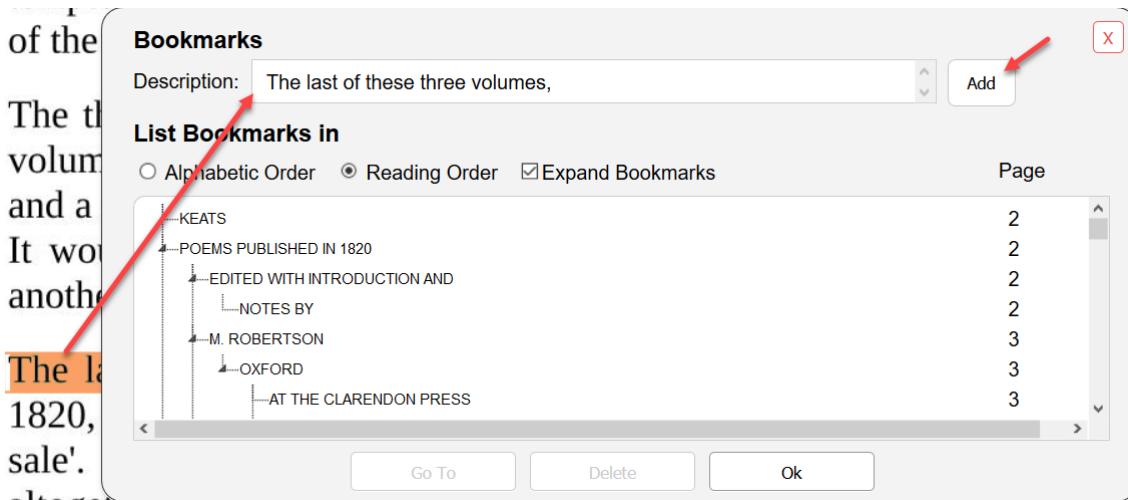 of the
Bookmarks
X
Description: The last of these three volumes,
Add
The
List Bookmarks in
volum
Alphabetic Order Reading Order Expand Bookmarks Page
and a
KEATS 2
It wou
POEMS PUBLISHED IN 1820 2
EDITED WITH INTRODUCTION AND 2
anothe
NOTES BY 2
M. ROBERTSON 3
The la
OXFORD 3
AT THE CLARENDON PRESS 3
1820,
sale'.
Go To Delete Ok